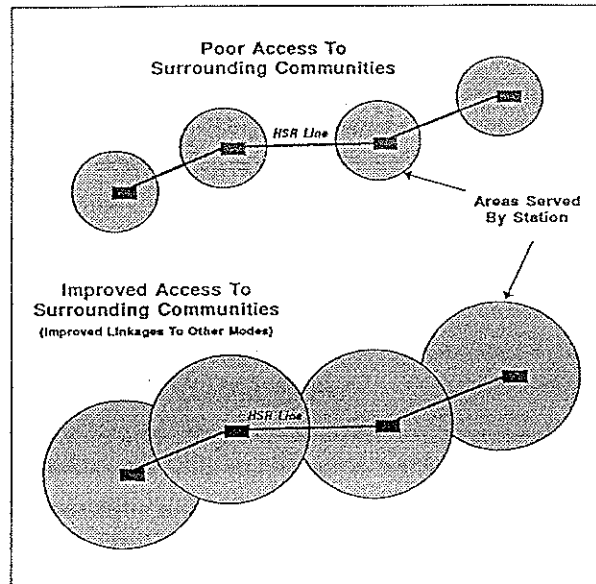 Poor Access To
Surrounding Communities
HSR Line
Areas Served
By Station
Improved Access To
Surrounding Communities
(Improved Linkages To Other Modes)
HSR Line